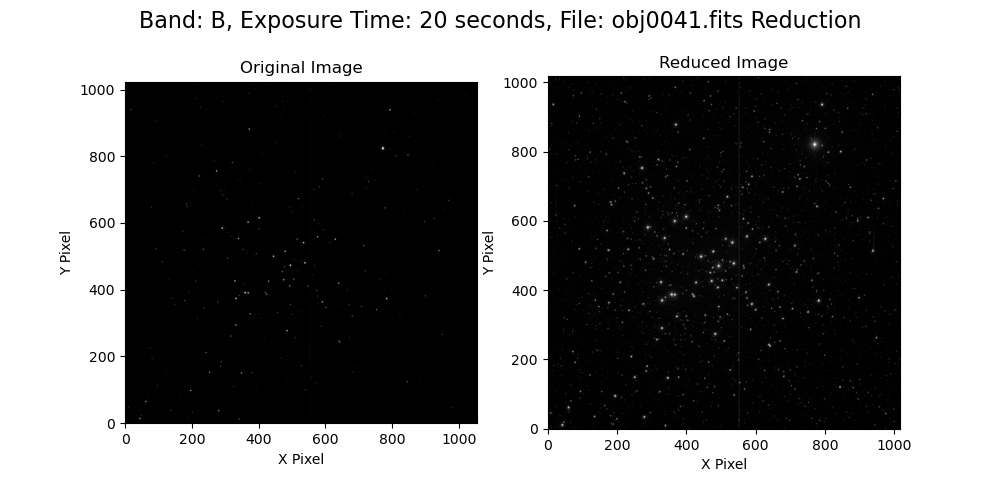 Band: B, Exposure Time: 20 seconds, File: obj0041.fits Reduction
Original Image
1000
800
600
400
200
0
0 200 400 600 800 1000
X Pixel
Y Pixel
Reduced Image
1000
800
600
400
200
0
0 200 400 600 800 1000
X Pixel
Y Pixel